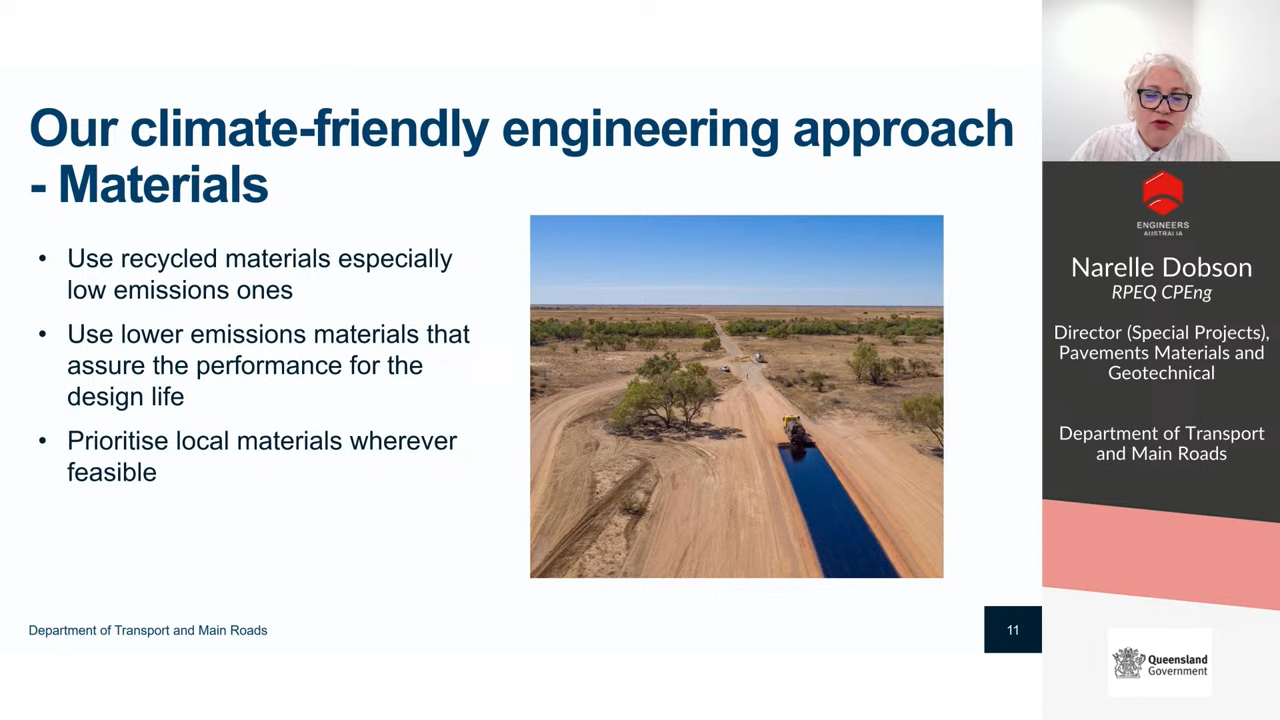 Our climate-friendly engineering approach
- Materials
• Use recycled materials especially
low emissions ones
• Use lower emissions materials that
assure the performance for the
design life
• Prioritise local materials wherever
feasible
Department of Transport and Main Roads
11
ENGINEERS
AUSTRALIA
Narelle Dobson
RPEQ CPEng
Director (Special Projects),
Pavements Materials and
Geotechnical
Department of Transport
and Main Roads
Queensland
Government